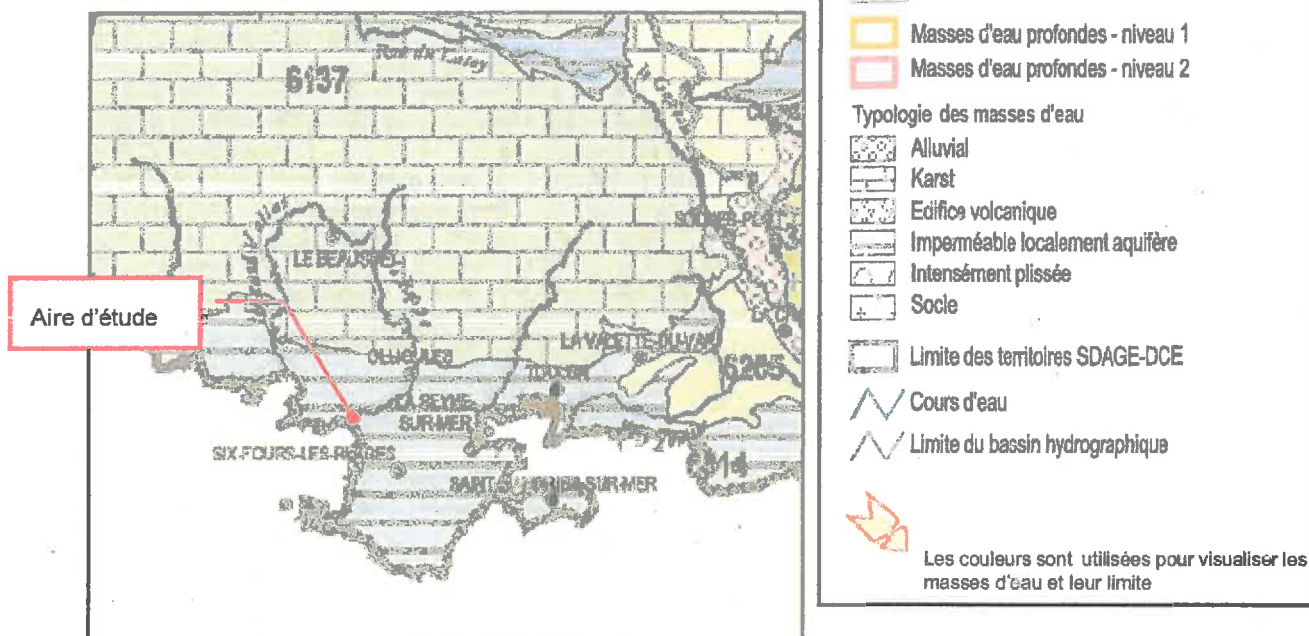 6137
LE BEAUSSET
Aire d'étude
OLLIOULES
LA VALETTE-DU-VAR
TOULON
6205
LA SEYNE-
SUR-MER
SIX-FOURS-LES-PLAGES
6514
SAINT
SUR-MER
Masses d'eau profondes - niveau 1
Masses d'eau profondes - niveau 2
Typologie des masses d'eau
Alluvial
Karst
Edifice volcanique
Imperméable localement aquifère
Intensément plissée
Socle
Limite des territoires SDAGE-DCE
Cours d'eau
Limite du bassin hydrographique
Les couleurs sont utilisées pour visualiser les
masses d'eau et leur limite